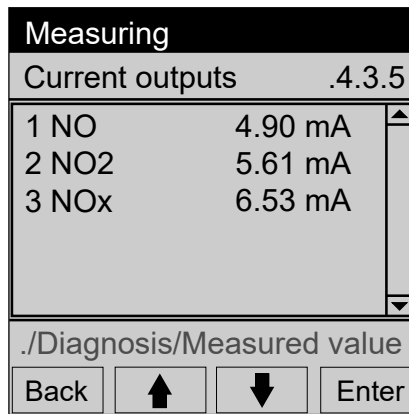 Measuring
Current outputs .4.3.5
1 NO 4.90 mA
2 NO2 5.61 mA
3 NOx 6.53 mA
./Diagnosis/Measured value
Back Enter